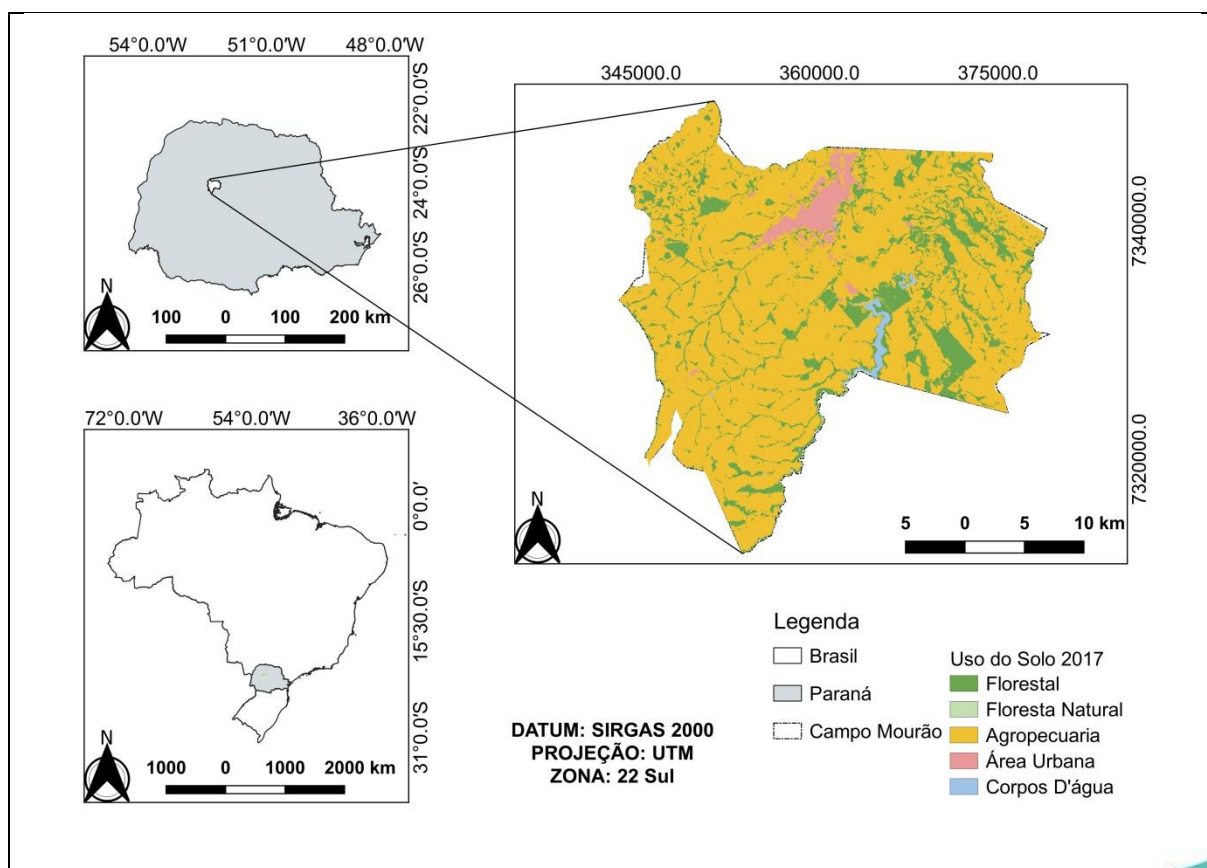 54°0.0'W 51°0.0'W 48°0.0'W
22°0.0'S
24°0.0'S
26°0.0'S
N
100 0 100 200 km
72°0.0'W 54°0.0'W 36°0.0'W
0°0.0'
15°30.0'S
31°0.0'S
N
1000 0 1000 2000 km
345000.0 360000.0 375000.0
7340000.0
7320000.0
N
5 0 5 10 km
DATUM: SIRGAS 2000
PROJEÇÃO: UTM
ZONA: 22 Sul
Legenda
Brasil
Paraná
Campo Mourão
Uso do Solo 2017
Florestal
Floresta Natural
Agropecuaria
Área Urbana
Corpos D'água